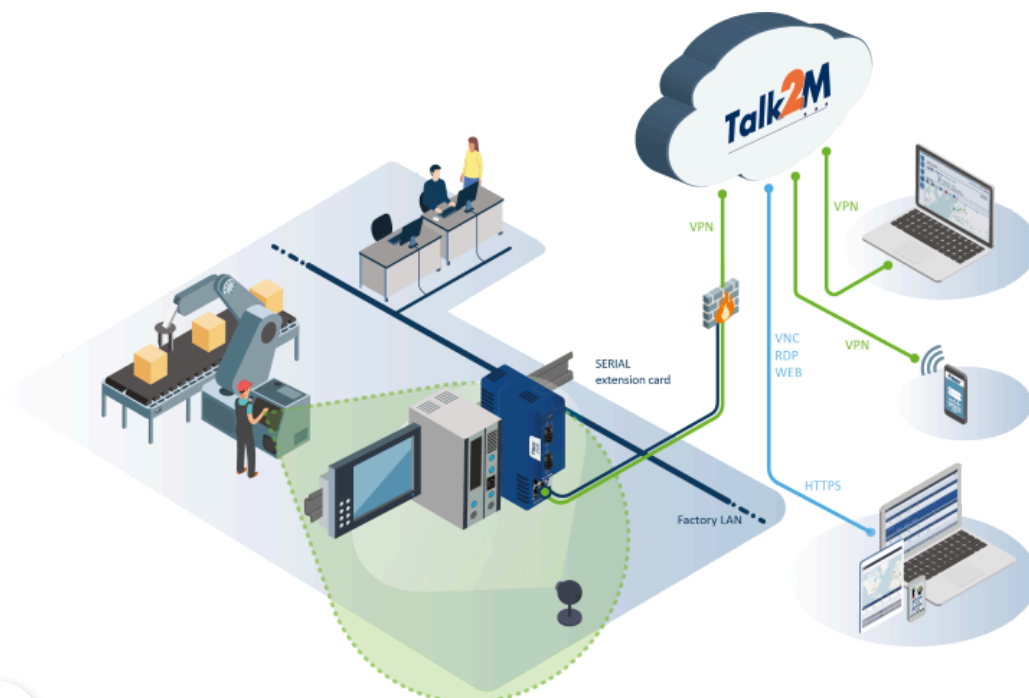 Talk2M
VPN
VPN
VNC
RDP
WEB
VPN
SERIAL
extension card
HTTPS
Factory LAN